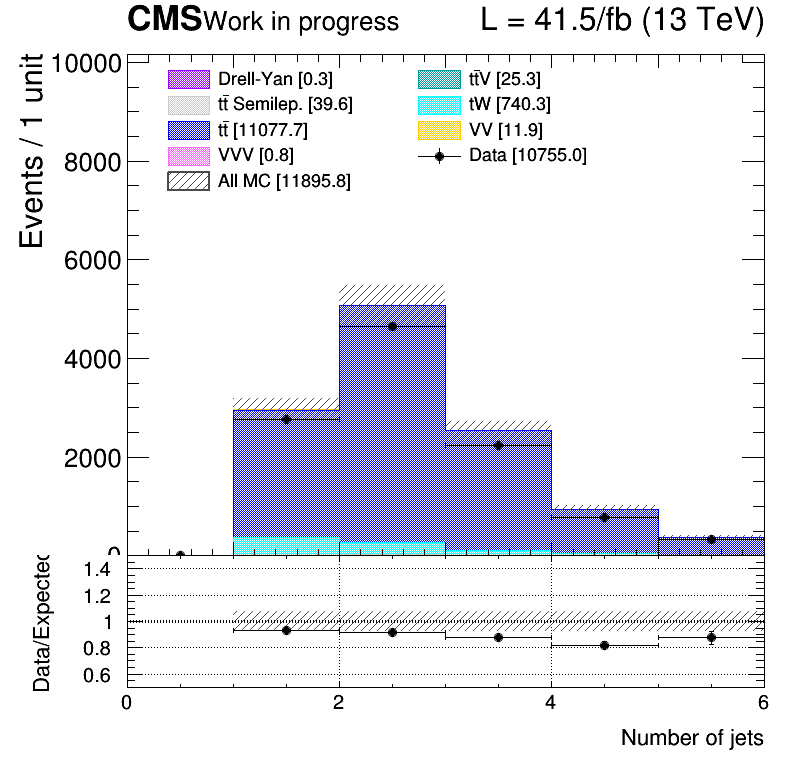 CMS Work in progress L = 41.5/fb (13 TeV)
Events / 1 unit
10000
8000
6000
4000
2000
0
Drell-Yan [0.3]
tt̄ Semilep. [39.6]
tt̄ [11077.7]
VVV [0.8]
All MC [11895.8]
tt̄V [25.3]
tW [740.3]
VV [11.9]
Data [10755.0]
Data/Expected
1.4
1.2
1
0.8
0.6
0 2 4 6
Number of jets